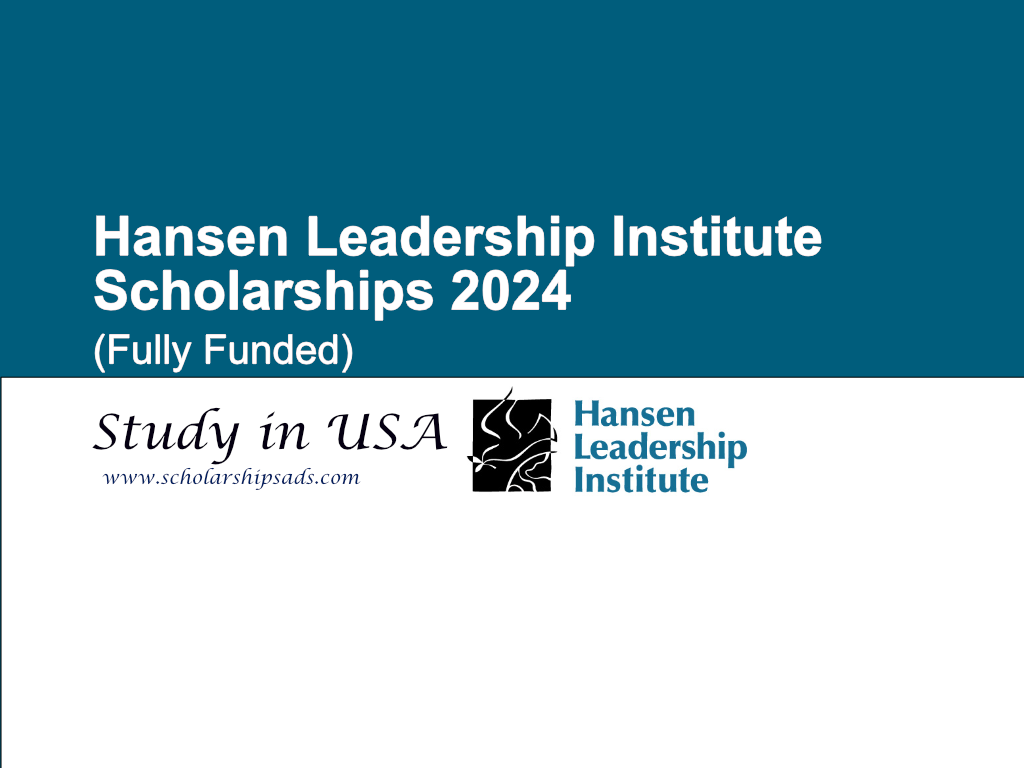 Hansen Leadership Institute
Scholarships 2024
(Fully Funded)
Study in USA
www.scholarshipsads.com
Hansen
Leadership
Institute